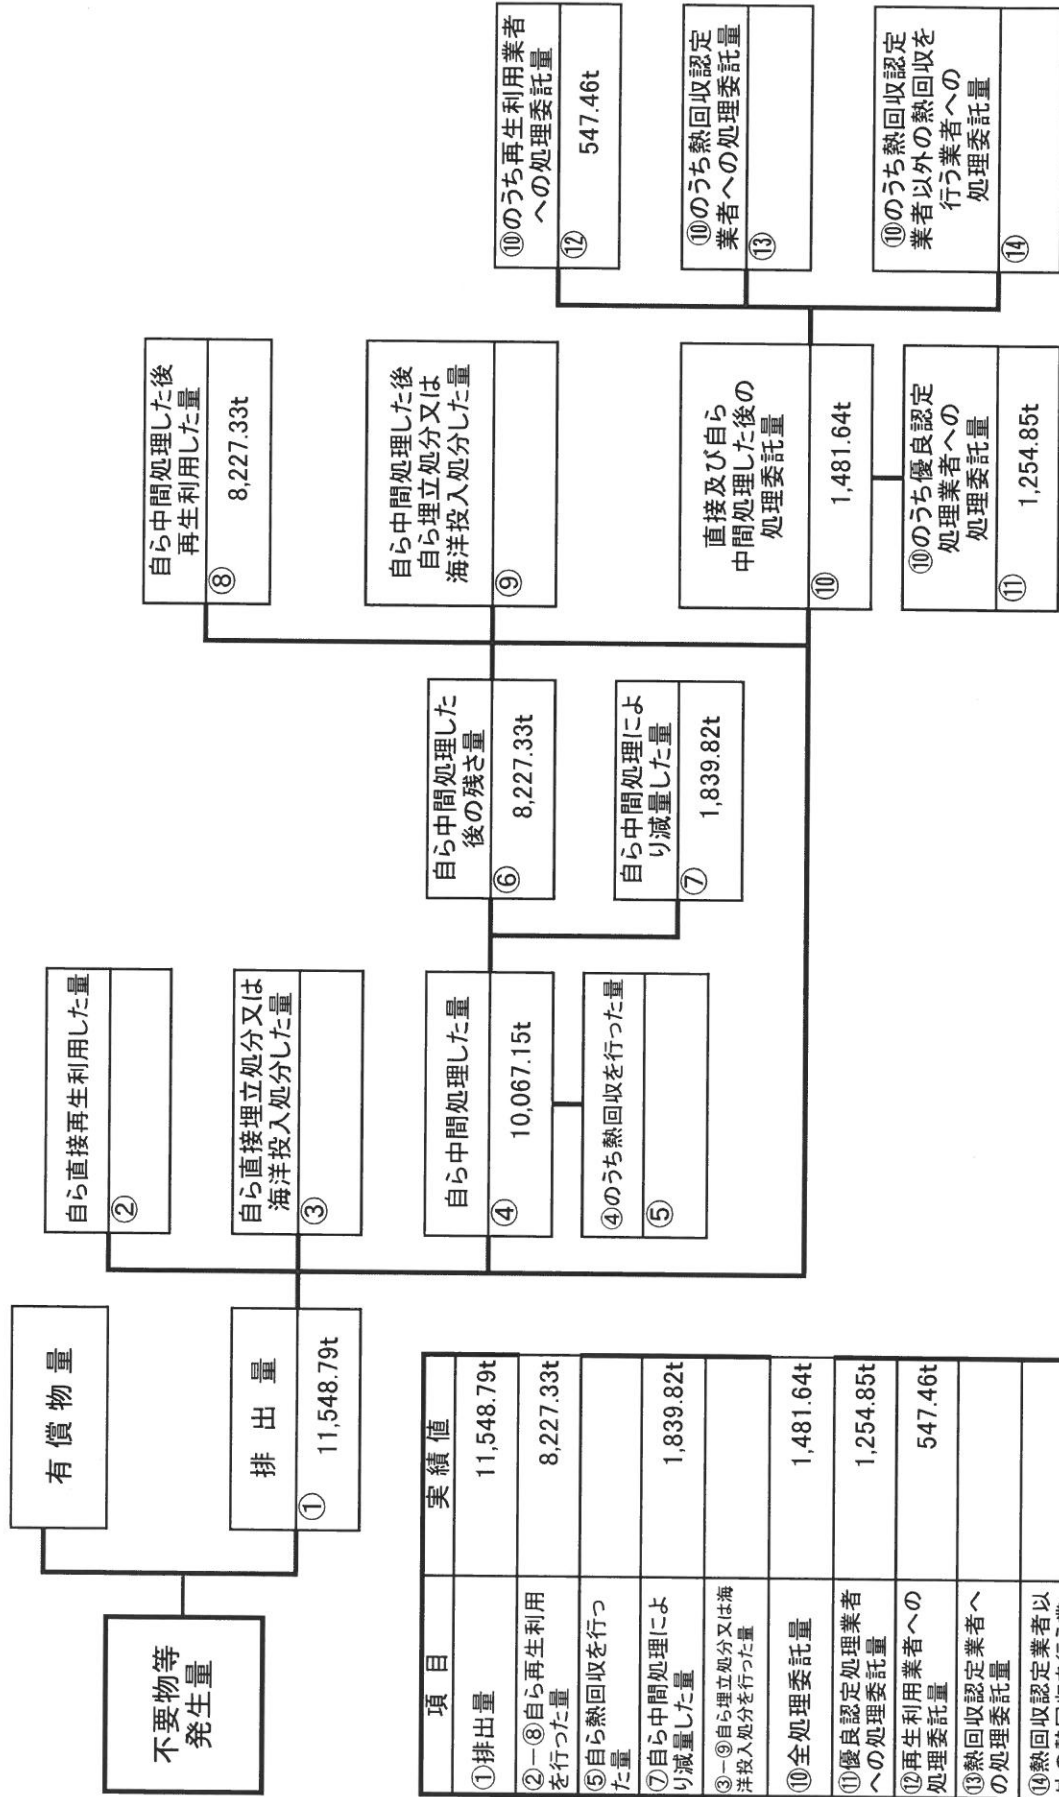 不要物等
発生量
有 償 物 量
排 出 量
①
11,548.79t
自ら直接再生利用した量
②
自ら直接埋立処分又は
海洋投入処分した量
③
自ら中間処理した量
④
10,067.15t
④のうち熱回収を行った量
⑤
自ら中間処理した
後の残さ量
⑥
8,227.33t
自ら中間処理によ
り減量した量
⑦
1,839.82t
自ら中間処理した後
再生利用した量
⑧
8,227.33t
自ら中間処理した後
自ら埋立処分又は
海洋投入処分した量
⑨
直接及び自ら
中間処理した後の
処理委託量
⑩
1,481.64t
⑩のうち優良認定
処理業者への
処理委託量
⑪
1,254.85t
⑩のうち再生利用業者
への処理委託量
⑫
547.46t
⑩のうち熱回収認定
業者への処理委託量
⑬
⑩のうち熱回収認定
業者以外の熱回収を
行う業者への
処理委託量
⑭
項 目
実 績 値
①排出量
11,548.79t
②－⑧自ら再生利用
を行った量
8,227.33t
⑤自ら熱回収を行っ
た量
⑦自ら中間処理によ
り減量した量
1,839.82t
③－⑨自ら埋立処分又は海
洋投入処分を行った量
⑩全処理委託量
1,481.64t
⑪優良認定処理業者
への処理委託量
1,254.85t
⑫再生利用業者への
処理委託量
547.46t
⑬熱回収認定業者へ
の処理委託量
⑭熱回収認定業者以